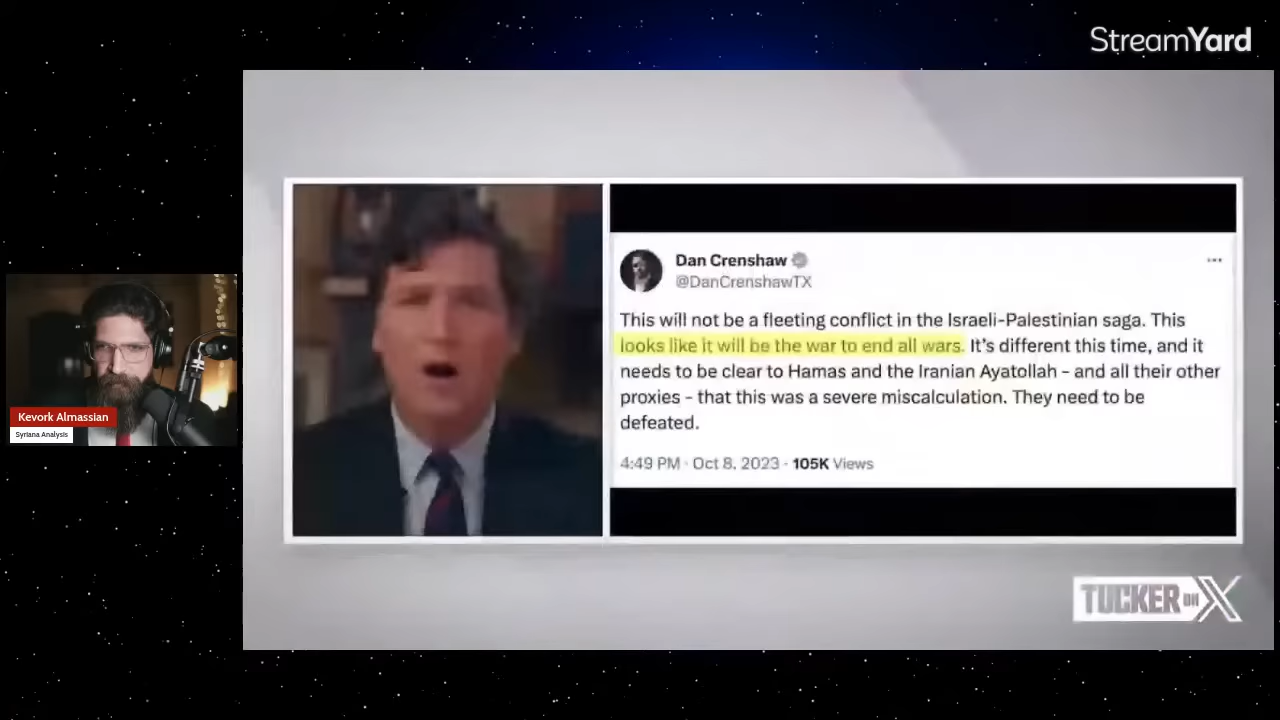 StreamYard
Dan Crenshaw
@DanCrenshawTX
This will not be a fleeting conflict in the Israeli-Palestinian saga. This
looks like it will be the war to end all wars. It’s different this time, and it
needs to be clear to Hamas and the Iranian Ayatollah - and all their other
proxies - that this was a severe miscalculation. They need to be
defeated.
4:49 PM · Oct 8, 2023 · 105K Views
Kevork Almassian
Syriana Analysis
TUCKER ON X